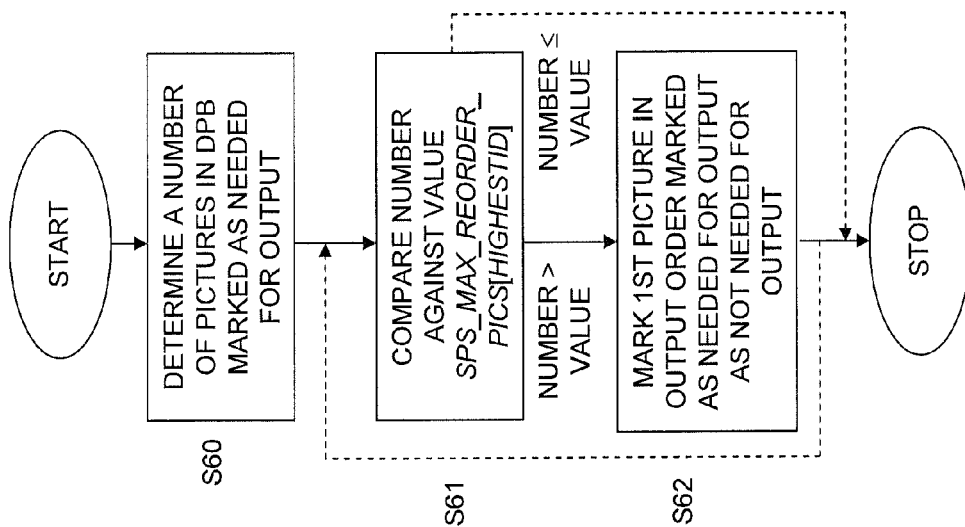 START
S60
DETERMINE A NUMBER
OF PICTURES IN DPB
MARKED AS NEEDED
FOR OUTPUT
S61
COMPARE NUMBER
AGAINST VALUE
SPS_MAX_REORDER_
PICS[HIGHESTID]
NUMBER >
VALUE
NUMBER ≤
VALUE
S62
MARK 1ST PICTURE IN
OUTPUT ORDER MARKED
AS NEEDED FOR OUTPUT
AS NOT NEEDED FOR
OUTPUT
STOP